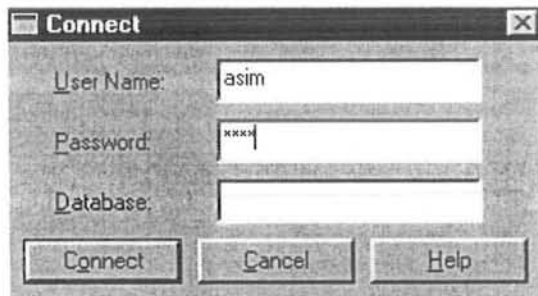 Connect
User Name: asim
Password: ****
Database:
Connect Cancel Help